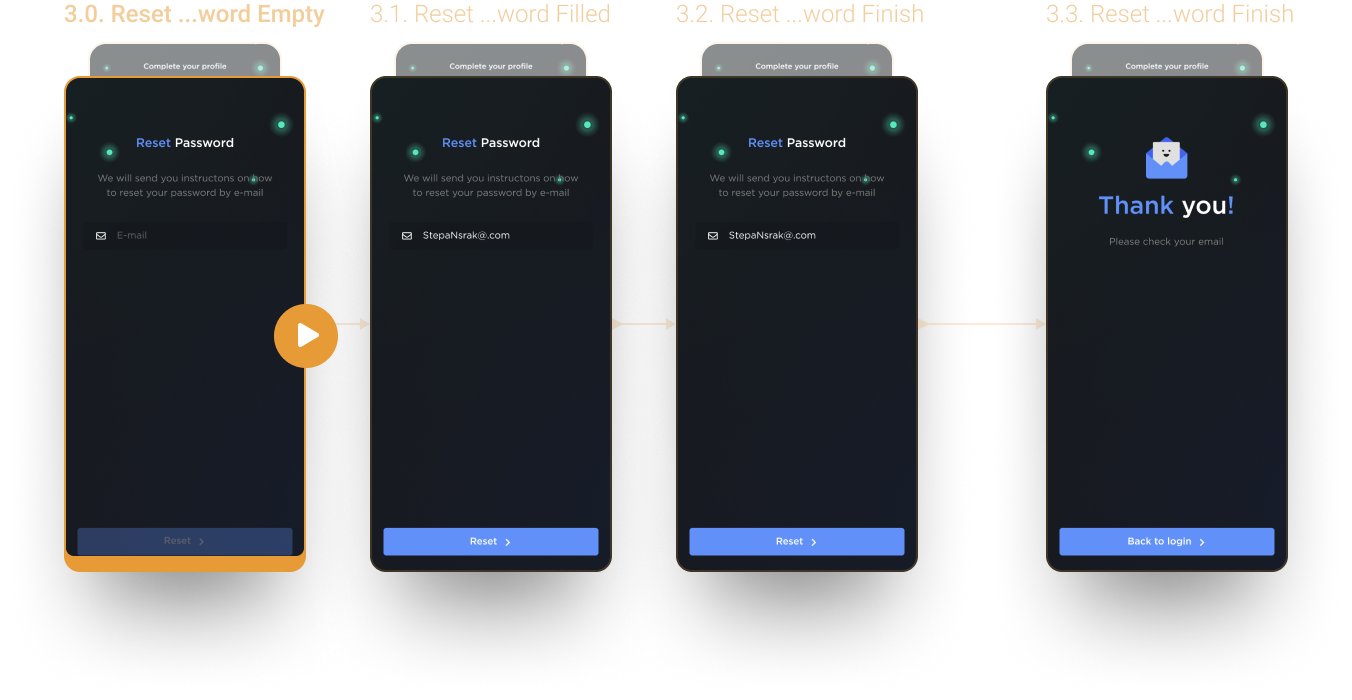 3.0. Reset ...word Empty
Complete your profile
Reset Password
We will send you instructons on how
to reset your password by e-mail
E-mail
Reset
3.1. Reset ...word Filled
Complete your profile
Reset Password
We will send you instructons on how
to reset your password by e-mail
StepaNsrak@.com
Reset
3.2. Reset ...word Finish
Complete your profile
Reset Password
We will send you instructons on how
to reset your password by e-mail
StepaNsrak@.com
Reset
3.3. Reset ...word Finish
Complete your profile
Thank you!
Please check your email
Back to login